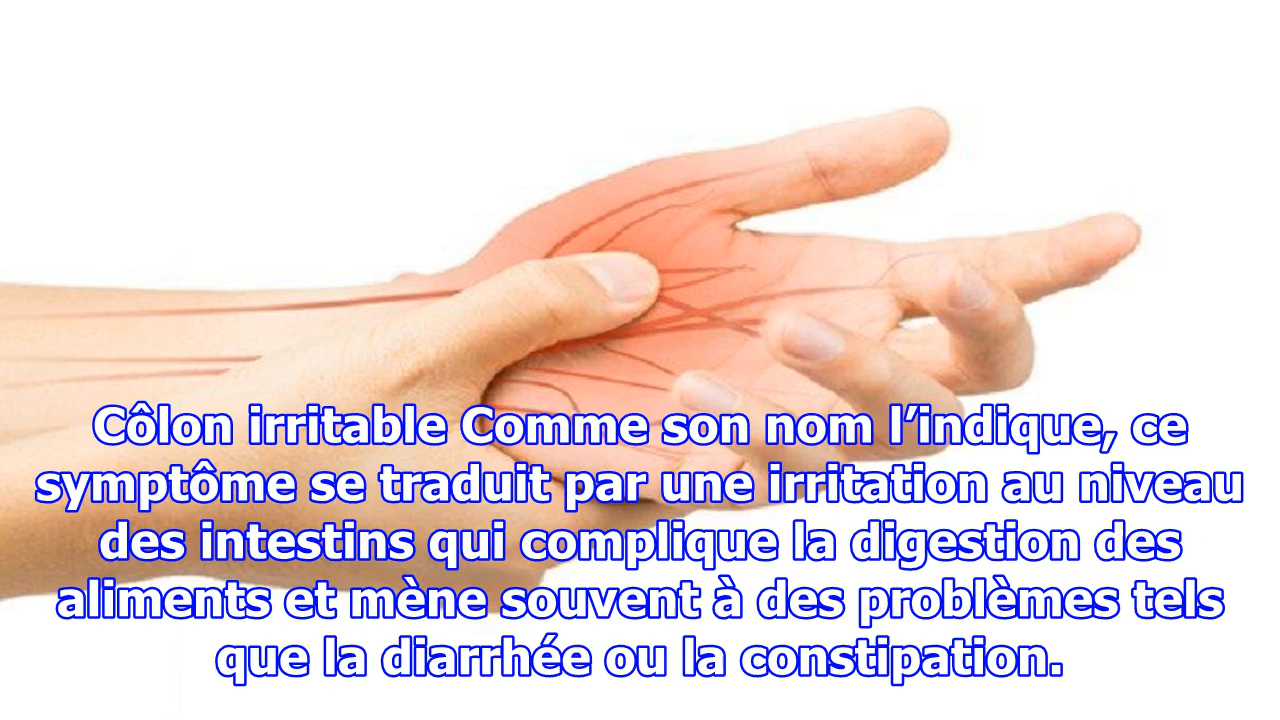 Côlon irritable Comme son nom l’indique, ce
symptôme se traduit par une irritation au niveau
des intestins qui complique la digestion des
aliments et mène souvent à des problèmes tels
que la diarrhée ou la constipation.